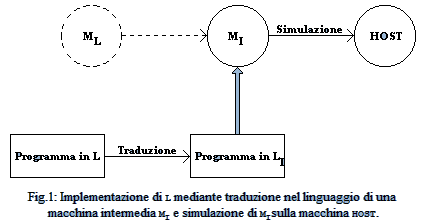 M_L
M_I
Simulazione
HOST
Traduzione
Programma in L
Programma in L_I
Fig.1: Implementazione di L mediante traduzione nel linguaggio di una
macchina intermedia M_I e simulazione di M_I sulla macchina HOST.